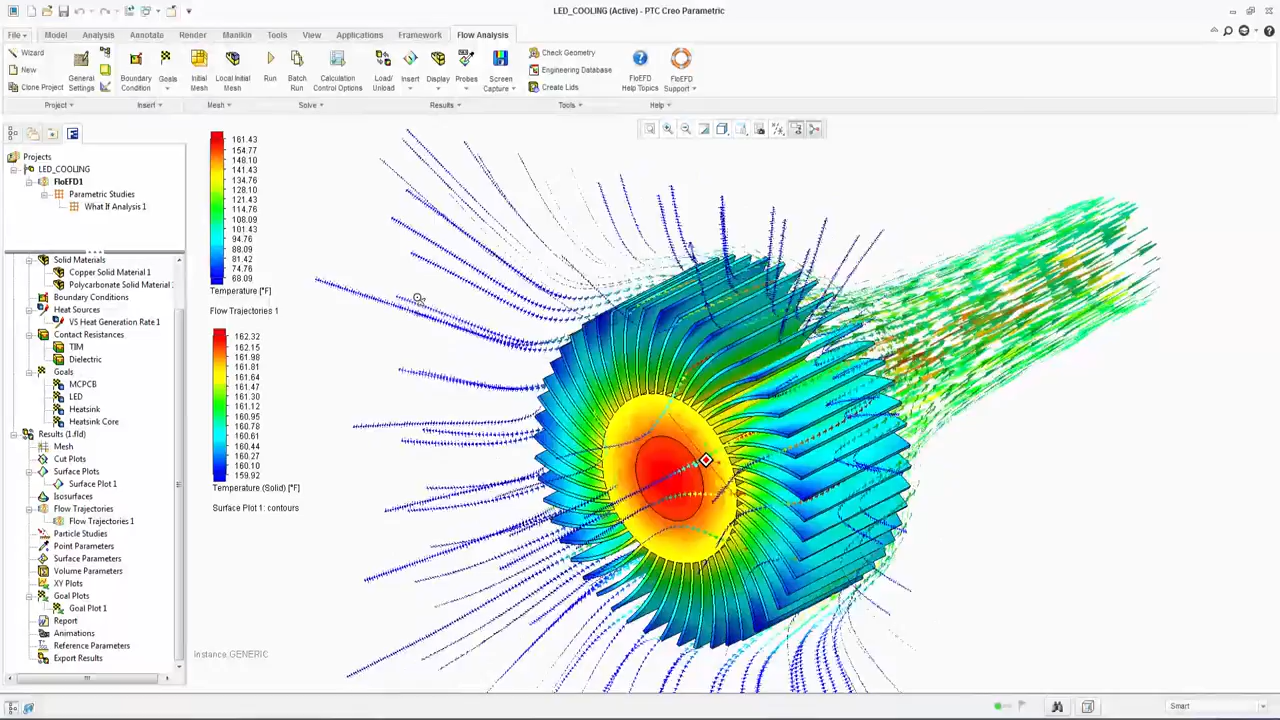 LED_COOLING (Active) - PTC Creo Parametric
File Model Analysis Annotate Render Manikin Tools View Applications Framework Flow Analysis
Wizard
New
Clone Project
General Settings
Boundary Condition
Goals
Initial Mesh
Local Initial Mesh
Run
Batch Run
Calculation Control Options
Load/ Unload
Insert
Display
Probes
Screen Capture
Check Geometry
Engineering Database
Create Lids
FloEFD Help Topics
FloEFD Support
Project Insert Mesh Solve Results Tools Help
Projects
LED_COOLING
FloEFD1
Parametric Studies
What If Analysis 1
Solid Materials
Copper Solid Material 1
Polycarbonate Solid Material
Boundary Conditions
Heat Sources
VS Heat Generation Rate 1
Contact Resistances
TIM
Dielectric
Goals
MCPCB
LED
Heatsink
Heatsink Core
Results (1.fld)
Mesh
Cut Plots
Surface Plots
Surface Plot 1
Isosurfaces
Flow Trajectories
Flow Trajectories 1
Particle Studies
Point Parameters
Surface Parameters
Volume Parameters
XY Plots
Goal Plots
Goal Plot 1
Report
Animations
Reference Parameters
Export Results
161.43
154.77
148.10
141.43
134.76
128.10
121.43
114.76
108.09
101.43
94.76
88.09
81.42
74.76
68.09
Temperature [°F]
Flow Trajectories 1
162.32
162.15
161.98
161.81
161.64
161.47
161.30
161.12
160.95
160.78
160.61
160.44
160.27
160.10
159.92
Temperature (Solid) [°F]
Surface Plot 1: contours
Instance:GENERIC
Smart